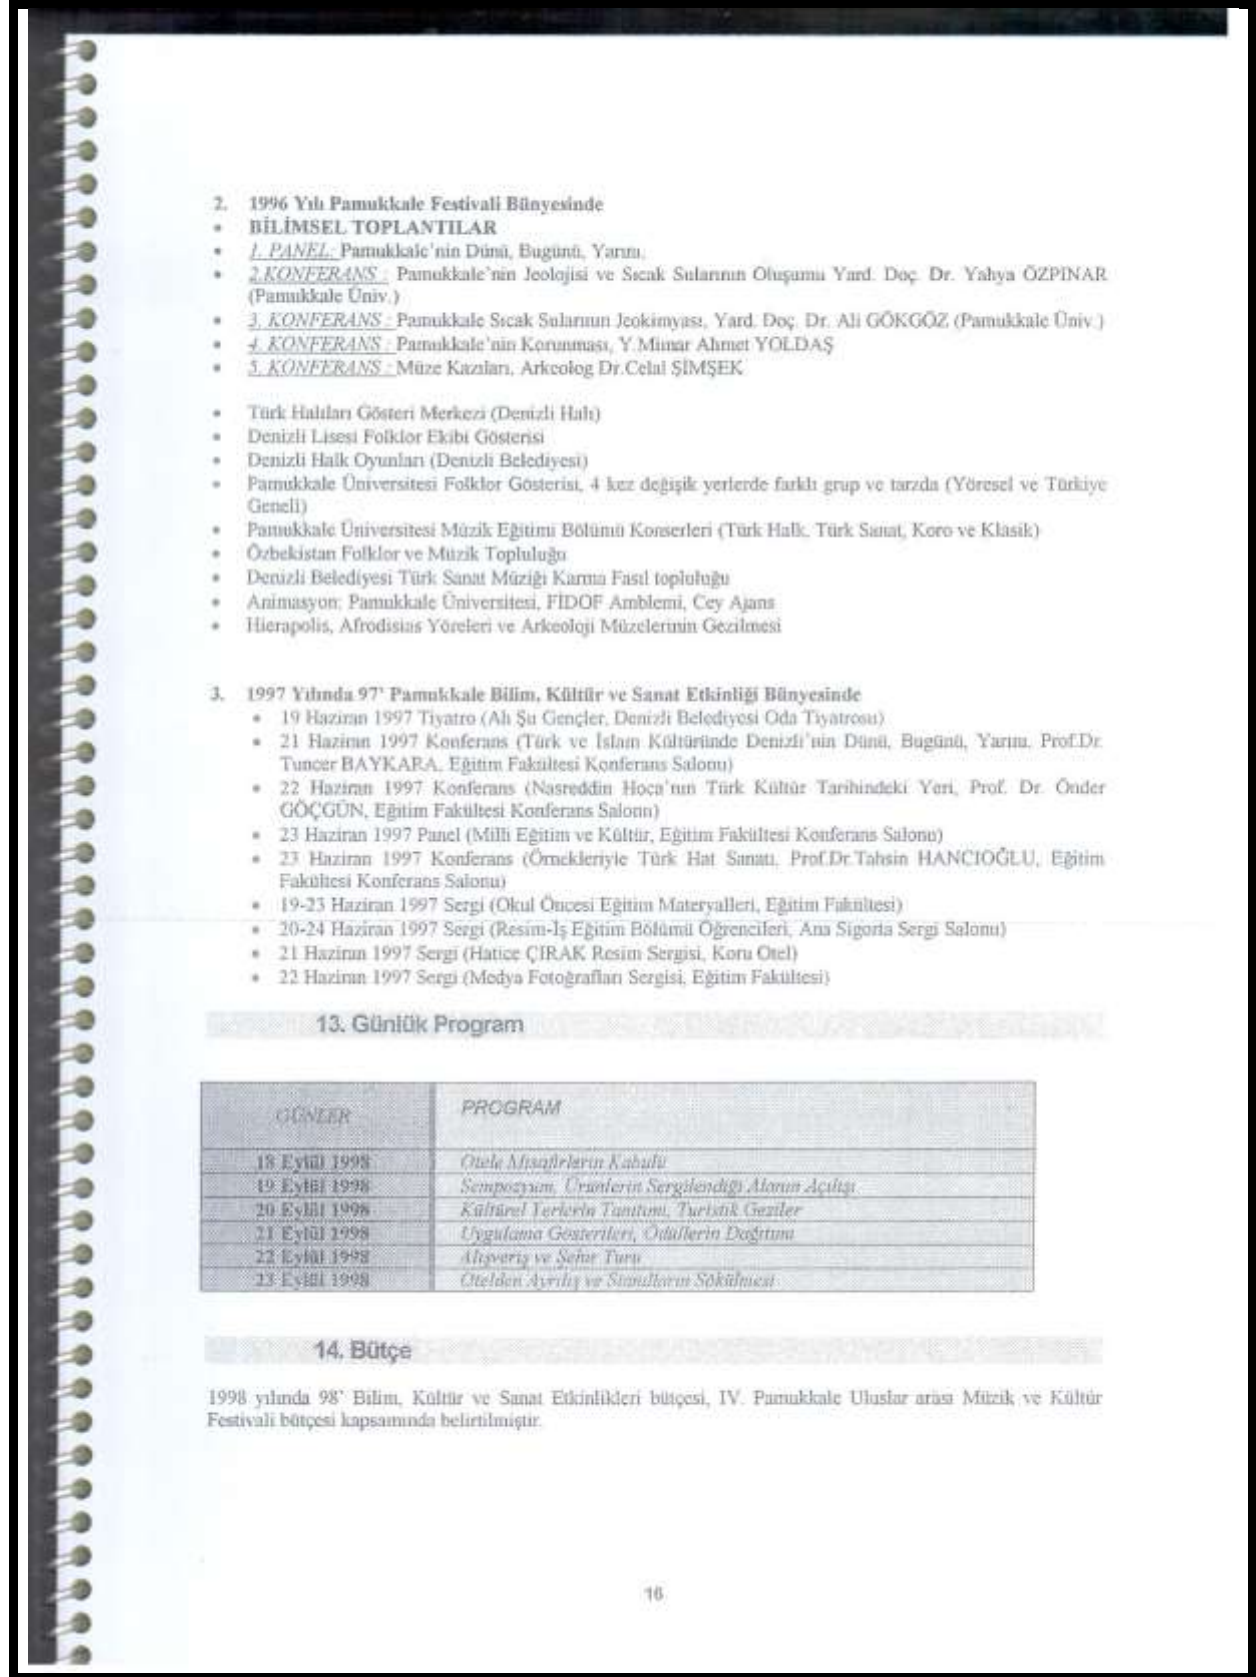 2. 1996 Yılı Pamukkale Festivali Bünyesinde
• BİLİMSEL TOPLANTILAR
• 1. PANEL: Pamukkale'nin Dünü, Bugünü, Yarını,
• 2.KONFERANS : Pamukkale'nin Jeolojisi ve Sıcak Sularının Oluşumu Yard. Doç. Dr. Yahya ÖZPINAR
(Pamukkale Üniv.)
• 3. KONFERANS : Pamukkale Sıcak Sularının Jeokimyası, Yard. Doç. Dr. Ali GÖKGÖZ (Pamukkale Üniv.)
• 4. KONFERANS : Pamukkale'nin Korunması, Y.Mimar Ahmet YOLDAŞ
• 5. KONFERANS : Müze Kazıları, Arkeolog Dr.Celal ŞİMŞEK
• Türk Halıları Gösteri Merkezi (Denizli Halı)
• Denizli Lisesi Folklor Ekibi Gösterisi
• Denizli Halk Oyunları (Denizli Belediyesi)
• Pamukkale Üniversitesi Folklor Gösterisi, 4 kez değişik yerlerde farklı grup ve tarzda (Yöresel ve Türkiye
Geneli)
• Pamukkale Üniversitesi Müzik Eğitimi Bölümü Konserleri (Türk Halk, Türk Sanat, Koro ve Klasik)
• Özbekistan Folklor ve Müzik Topluluğu
• Denizli Belediyesi Türk Sanat Müziği Karma Fasıl topluluğu
• Animasyon: Pamukkale Üniversitesi, FİDOF Amblemi, Cey Ajans
• Hierapolis, Afrodisias Yöreleri ve Arkeoloji Müzelerinin Gezilmesi
3. 1997 Yılında 97' Pamukkale Bilim, Kültür ve Sanat Etkinliği Bünyesinde
• 19 Haziran 1997 Tiyatro (Ah Şu Gençler, Denizli Belediyesi Oda Tiyatrosu)
• 21 Haziran 1997 Konferans (Türk ve İslam Kültüründe Denizli'nin Dünü, Bugünü, Yarını, Prof.Dr.
Tuncer BAYKARA, Eğitim Fakültesi Konferans Salonu)
• 22 Haziran 1997 Konferans (Nasreddin Hoca'nın Türk Kültür Tarihindeki Yeri, Prof. Dr. Önder
GÖÇGÜN, Eğitim Fakültesi Konferans Salonu)
• 23 Haziran 1997 Panel (Milli Eğitim ve Kültür, Eğitim Fakültesi Konferans Salonu)
• 23 Haziran 1997 Konferans (Örnekleriyle Türk Hat Sanatı, Prof.Dr.Tahsin HANCIOĞLU, Eğitim
Fakültesi Konferans Salonu)
• 19-23 Haziran 1997 Sergi (Okul Öncesi Eğitim Materyalleri, Eğitim Fakültesi)
• 20-24 Haziran 1997 Sergi (Resim-İş Eğitim Bölümü Öğrencileri, Ana Sigorta Sergi Salonu)
• 21 Haziran 1997 Sergi (Hatice ÇIRAK Resim Sergisi, Koru Otel)
• 22 Haziran 1997 Sergi (Medya Fotoğrafları Sergisi, Eğitim Fakültesi)
13. Günlük Program
GÜNLER PROGRAM
18 Eylül 1998 Otele Misafirlerin Kabulü
19 Eylül 1998 Sempozyum, Ürünlerin Sergilendiği Alanın Açılışı
20 Eylül 1998 Kültürel Yerlerin Tanıtımı, Turistik Geziler
21 Eylül 1998 Uygulama Gösterileri, Ödüllerin Dağıtımı
22 Eylül 1998 Alışveriş ve Şehir Turu
23 Eylül 1998 Otelden Ayrılış ve Standların Sökülmesi
14. Bütçe
1998 yılında 98' Bilim, Kültür ve Sanat Etkinlikleri bütçesi, IV. Pamukkale Uluslar arası Müzik ve Kültür
Festivali bütçesi kapsamında belirtilmiştir.
16